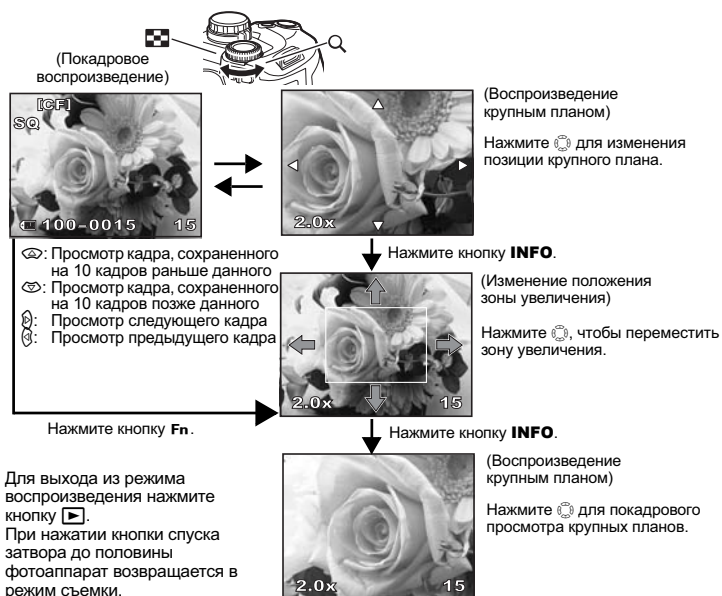 (Покадровое
воспроизведение)
[CF]
SQ
100-0015 15
: Просмотр кадра, сохраненного
на 10 кадров раньше данного
: Просмотр кадра, сохраненного
на 10 кадров позже данного
: Просмотр следующего кадра
: Просмотр предыдущего кадра
Нажмите кнопку Fn.
Для выхода из режима
воспроизведения нажмите
кнопку .
При нажатии кнопки спуска
затвора до половины
фотоаппарат возвращается в
режим съемки.
2.0x
(Воспроизведение
крупным планом)
Нажмите для изменения
позиции крупного плана.
Нажмите кнопку INFO.
2.0x 15
(Изменение положения
зоны увеличения)
Нажмите , чтобы переместить
зону увеличения.
Нажмите кнопку INFO.
2.0x 15
(Воспроизведение
крупным планом)
Нажмите для покадрового
просмотра крупных планов.